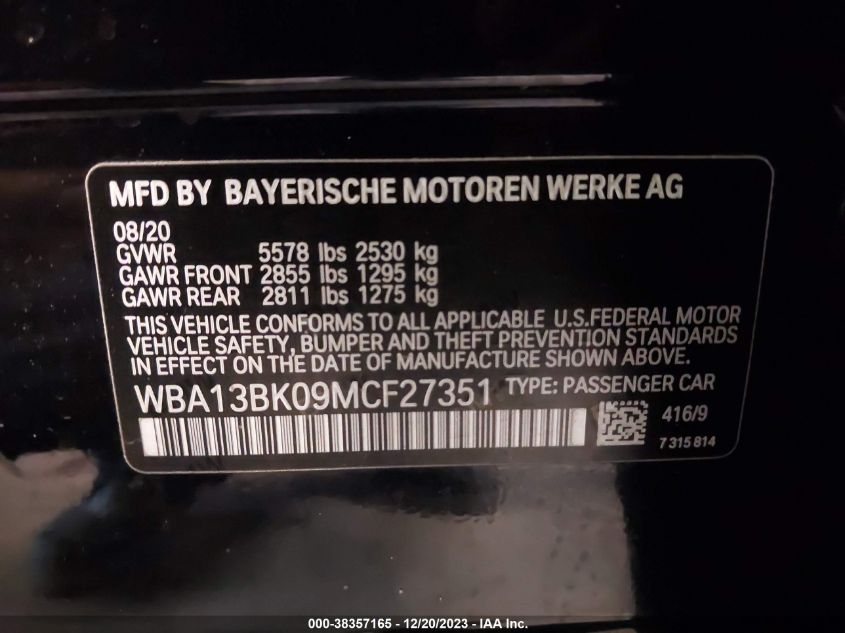 MFD BY BAYERISCHE MOTOREN WERKE AG
08/20
GVWR 5578 lbs 2530 kg
GAWR FRONT 2855 lbs 1295 kg
GAWR REAR 2811 lbs 1275 kg
THIS VEHICLE CONFORMS TO ALL APPLICABLE U.S.FEDERAL MOTOR
VEHICLE SAFETY, BUMPER AND THEFT PREVENTION STANDARDS
IN EFFECT ON THE DATE OF MANUFACTURE SHOWN ABOVE.
WBA13BK09MCF27351 TYPE: PASSENGER CAR
416/9
7315814
000-38357165 - 12/20/2023 - IAA Inc.